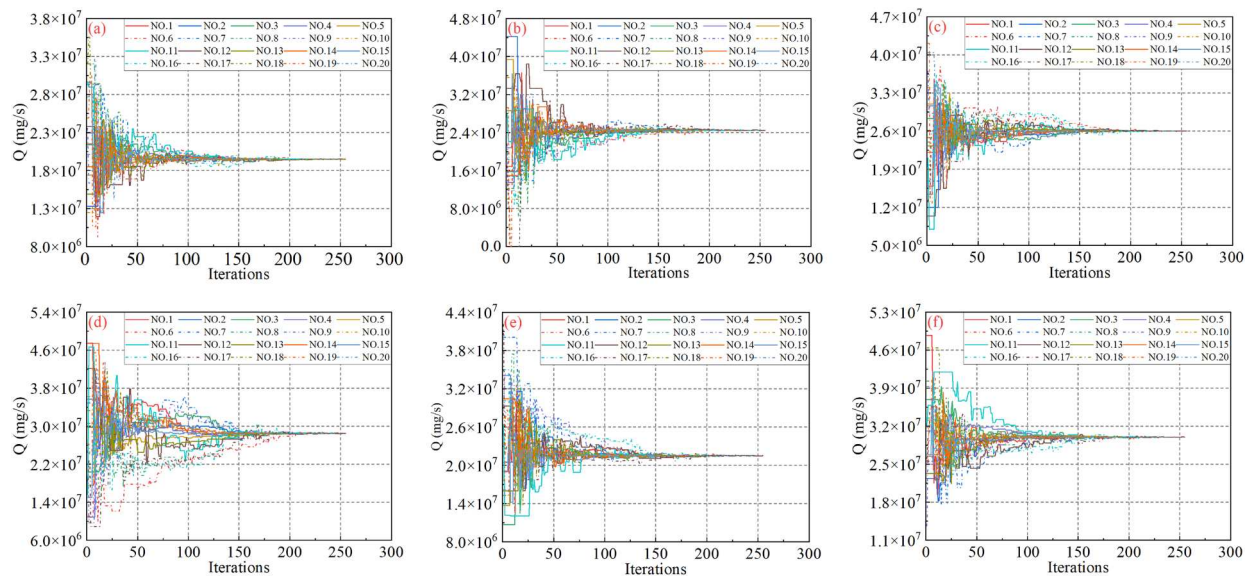 (a)
NO.1 NO.2 NO.3 NO.4 NO.5
NO.6 NO.7 NO.8 NO.9 NO.10
NO.11 NO.12 NO.13 NO.14 NO.15
NO.16 NO.17 NO.18 NO.19 NO.20
Q (mg/s)
3.8×10⁷
3.3×10⁷
2.8×10⁷
2.3×10⁷
1.8×10⁷
1.3×10⁷
8.0×10⁶
0 50 100 150 200 250 300
Iterations
(b)
NO.1 NO.2 NO.3 NO.4 NO.5
NO.6 NO.7 NO.8 NO.9 NO.10
NO.11 NO.12 NO.13 NO.14 NO.15
NO.16 NO.17 NO.18 NO.19 NO.20
Q (mg/s)
4.8×10⁷
4.0×10⁷
3.2×10⁷
2.4×10⁷
1.6×10⁷
8.0×10⁶
0.0
0 50 100 150 200 250 300
Iterations
(c)
NO.1 NO.2 NO.3 NO.4 NO.5
NO.6 NO.7 NO.8 NO.9 NO.10
NO.11 NO.12 NO.13 NO.14 NO.15
NO.16 NO.17 NO.18 NO.19 NO.20
Q (mg/s)
4.7×10⁷
4.0×10⁷
3.3×10⁷
2.6×10⁷
1.9×10⁷
1.2×10⁷
5.0×10⁶
0 50 100 150 200 250 300
Iterations
(d)
NO.1 NO.2 NO.3 NO.4 NO.5
NO.6 NO.7 NO.8 NO.9 NO.10
NO.11 NO.12 NO.13 NO.14 NO.15
NO.16 NO.17 NO.18 NO.19 NO.20
Q (mg/s)
5.4×10⁷
4.6×10⁷
3.8×10⁷
3.0×10⁷
2.2×10⁷
1.4×10⁷
6.0×10⁶
0 50 100 150 200 250 300
Iterations
(e)
NO.1 NO.2 NO.3 NO.4 NO.5
NO.6 NO.7 NO.8 NO.9 NO.10
NO.11 NO.12 NO.13 NO.14 NO.15
NO.16 NO.17 NO.18 NO.19 NO.20
Q (mg/s)
4.4×10⁷
3.8×10⁷
3.2×10⁷
2.6×10⁷
2.0×10⁷
1.4×10⁷
8.0×10⁶
0 50 100 150 200 250 300
Iterations
(f)
NO.1 NO.2 NO.3 NO.4 NO.5
NO.6 NO.7 NO.8 NO.9 NO.10
NO.11 NO.12 NO.13 NO.14 NO.15
NO.16 NO.17 NO.18 NO.19 NO.20
Q (mg/s)
5.3×10⁷
4.6×10⁷
3.9×10⁷
3.2×10⁷
2.5×10⁷
1.8×10⁷
1.1×10⁷
0 50 100 150 200 250 300
Iterations